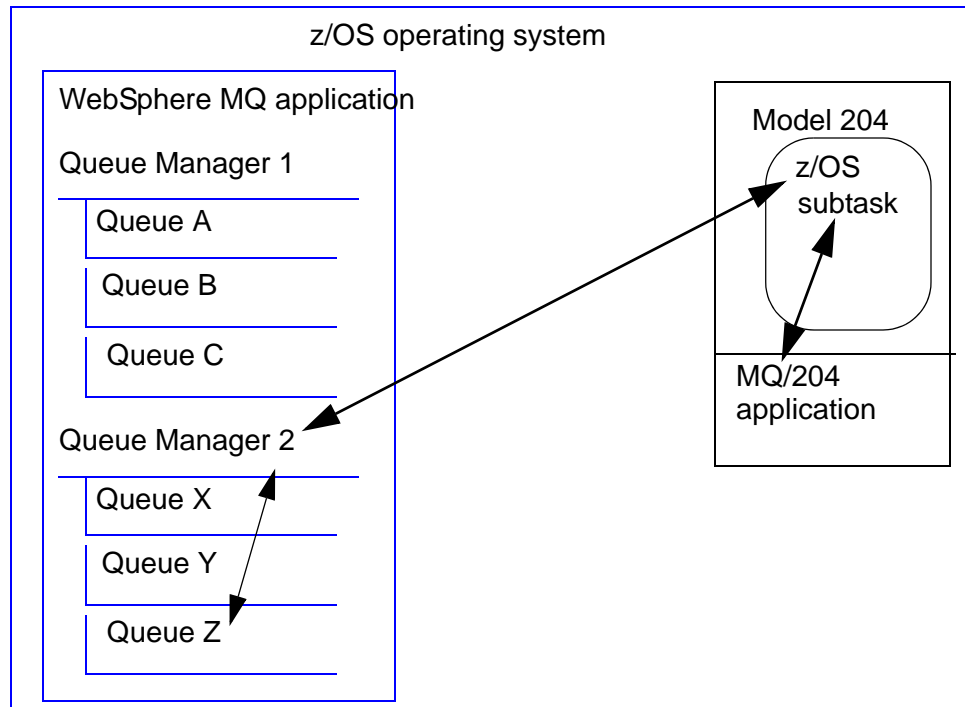 z/OS operating system
WebSphere MQ application
Queue Manager 1
Queue A
Queue B
Queue C
Queue Manager 2
Queue X
Queue Y
Queue Z
Model 204
z/OS
subtask
MQ/204
application